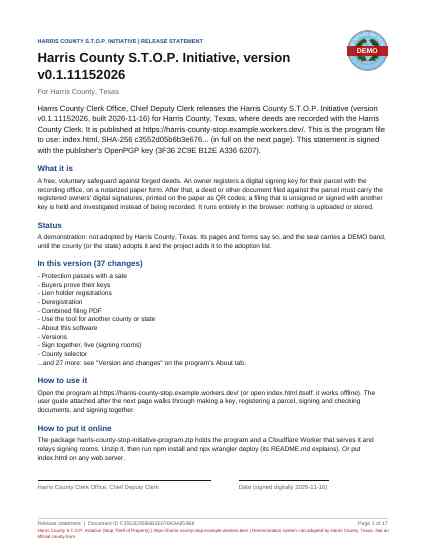 HARRIS COUNTY S.T.O.P. INITIATIVE | RELEASE STATEMENT
DEMO
Harris County S.T.O.P. Initiative, version
v0.1.11152026
For Harris County, Texas
Harris County Clerk Office, Chief Deputy Clerk releases the Harris County S.T.O.P. Initiative (version
v0.1.11152026, built 2026-11-16) for Harris County, Texas, where deeds are recorded with the Harris
County Clerk. It is published at https://harris-county-stop.example.workers.dev/. This is the program file
to use: index.html, SHA-256 c3552d05b6b3e676... (in full on the next page). This statement is signed
with the publisher's OpenPGP key (3F36 2C9E B12E A336 6207).
What it is
A free, voluntary safeguard against forged deeds. An owner registers a digital signing key for their parcel with the
recording office, on a notarized paper form. After that, a deed or other document filed against the parcel must carry the
registered owners' digital signatures, printed on the paper as QR codes; a filing that is unsigned or signed with another
key is held and investigated instead of being recorded. It runs entirely in the browser: nothing is uploaded or stored.
Status
A demonstration: not adopted by Harris County, Texas. Its pages and forms say so, and the seal carries a DEMO band,
until the county (or the state) adopts it and the project adds it to the adoption list.
In this version (37 changes)
- Protection passes with a sale
- Buyers prove their keys
- Lien holder registrations
- Deregistration
- Combined filing PDF
- Use the tool for another county or state
- About this software
- Versions
- Sign together, live (signing rooms)
- County selector
...and 27 more: see "Version and changes" on the program's About tab.
How to use it
Open the program at https://harris-county-stop.example.workers.dev/ (or open index.html itself: it works offline). The
user guide attached after the next page walks through making a key, registering a parcel, signing and checking
documents, and signing together.
How to put it online
The package harris-county-stop-initiative-program.zip holds the program and a Cloudflare Worker that serves it and
relays signing rooms. Unzip it, then run npm install and npx wrangler deploy (its README.md explains). Or put
index.html on any web server.
Harris County Clerk Office, Chief Deputy Clerk
Date (signed digitally 2026-11-16)
Release statement | Document ID
Page 1 of 17